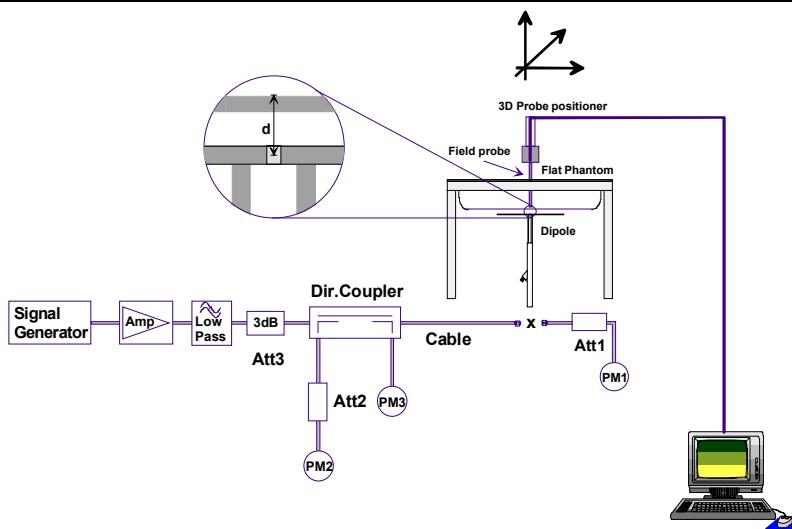 3D Probe positioner
d
Field probe
Flat Phantom
Dipole
Dir.Coupler
Signal
Generator
Amp
Low
Pass
3dB
Cable
x
Att1
Att3
PM1
Att2
PM3
PM2